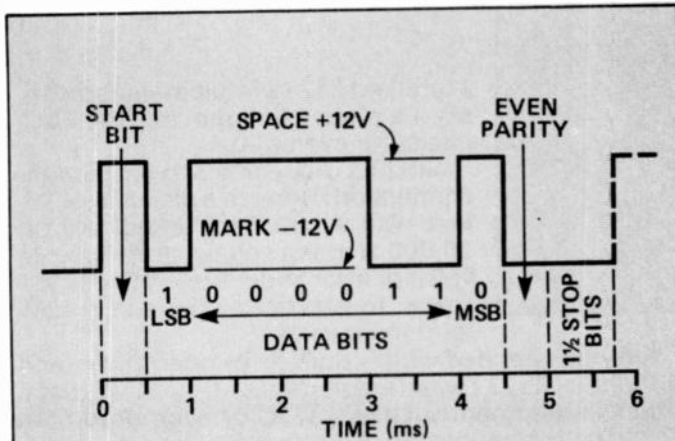 START
BIT
SPACE +12V
EVEN
PARITY
MARK –12V
1 0 0 0 0 1 1 0
LSB MSB
DATA BITS
1½ STOP
BITS
0 1 2 3 4 5 6
TIME (ms)